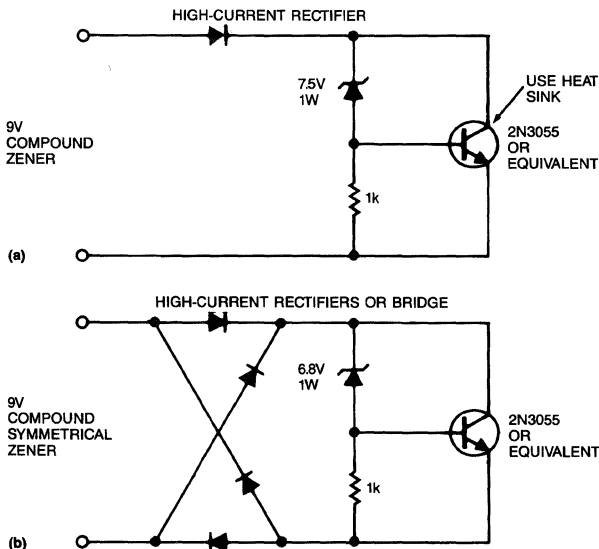 HIGH-CURRENT RECTIFIER
7.5V
1W
USE HEAT
SINK
9V
COMPOUND
ZENER
2N3055
OR
EQUIVALENT
1k
(a)
HIGH-CURRENT RECTIFIERS OR BRIDGE
6.8V
1W
9V
COMPOUND
SYMMETRICAL
ZENER
2N3055
OR
EQUIVALENT
1k
(b)